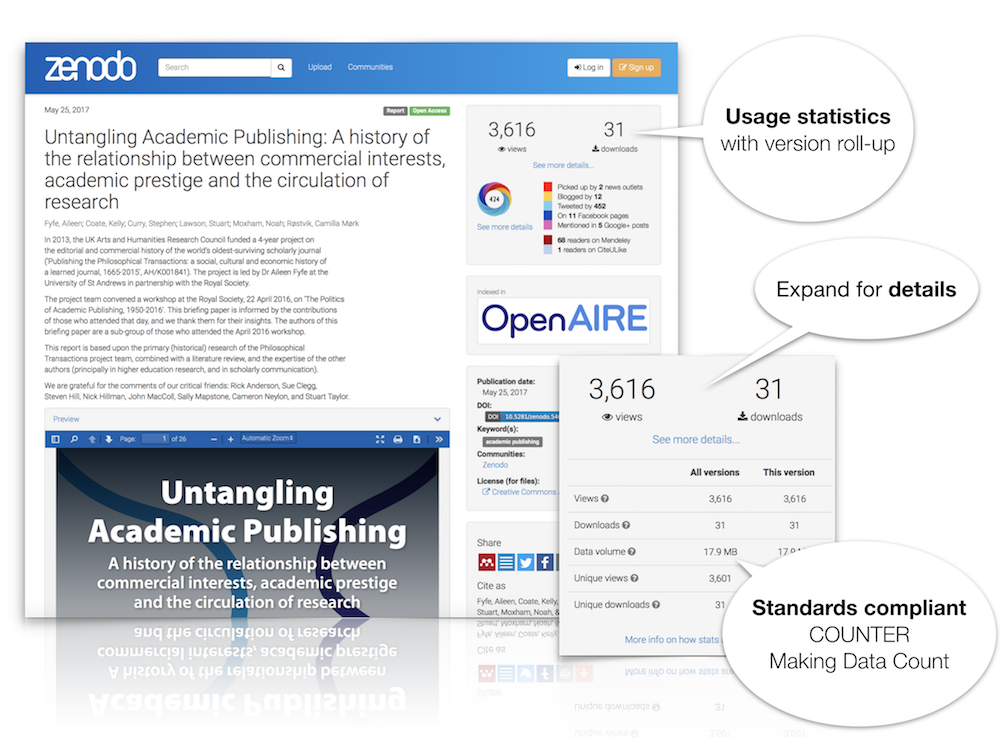 zenodo
Search
Upload
Communities
Log in
Sign up
May 25, 2017
Report
Open Access
Untangling Academic Publishing: A history of
the relationship between commercial interests,
academic prestige and the circulation of
research
Fyfe, Aileen; Coate, Kelly; Curry, Stephen; Lawson, Stuart; Moxham, Noah; Røstvik, Camilla Mørk
In 2013, the UK Arts and Humanities Research Council funded a 4-year project on
the editorial and commercial history of the world's oldest-surviving scholarly journal
('Publishing the Philosophical Transactions: a social, cultural and economic history of
a learned journal, 1665-2015', AH/K001841). The project is led by Dr Aileen Fyfe at the
University of St Andrews in partnership with the Royal Society.
The project team convened a workshop at the Royal Society, 22 April 2016, on 'The Politics
of Academic Publishing, 1950-2016'. This briefing paper is informed by the contributions
of those who attended that day, and we thank them for their insights. The authors of this
briefing paper are a sub-group of those who attended the April 2016 workshop.
This report is based upon the primary (historical) research of the Philosophical
Transactions project team, combined with a literature review, and the expertise of the other
authors (principally in higher education research, and in scholarly communication).
We are grateful for the comments of our critical friends: Rick Anderson, Sue Clegg,
Steven Hill, Nick Hillman, John MacColl, Sally Mapstone, Cameron Neylon, and Stuart Taylor.
Preview
Page: 1 of 26
Automatic Zoom
Untangling
Academic Publishing
A history of the relationship between
commercial interests, academic prestige
and the circulation of research
3,616
views
31
downloads
See more details...
424
See more details
Picked up by 2 news outlets
Blogged by 12
Tweeted by 452
On 11 Facebook pages
Mentioned in 5 Google+ posts
68 readers on Mendeley
1 readers on CiteULike
Indexed in
OpenAIRE
Publication date:
May 25, 2017
DOI:
DOI 10.5281/zenodo.54
Keyword(s):
academic publishing
Communities:
Zenodo
License (for files):
Creative Commons
Share
Cite as
Fyfe, Aileen, Coate, Kelly,
Stuart, Moxham, Noah, &
3,616
views
31
downloads
See more details...
All versions This version
Views 3,616 3,616
Downloads 31 31
Data volume 17.9 MB 17.9
Unique views 3,601
Unique downloads 31
More info on how stats
Usage statistics
with version roll-up
Expand for details
Standards compliant
COUNTER
Making Data Count